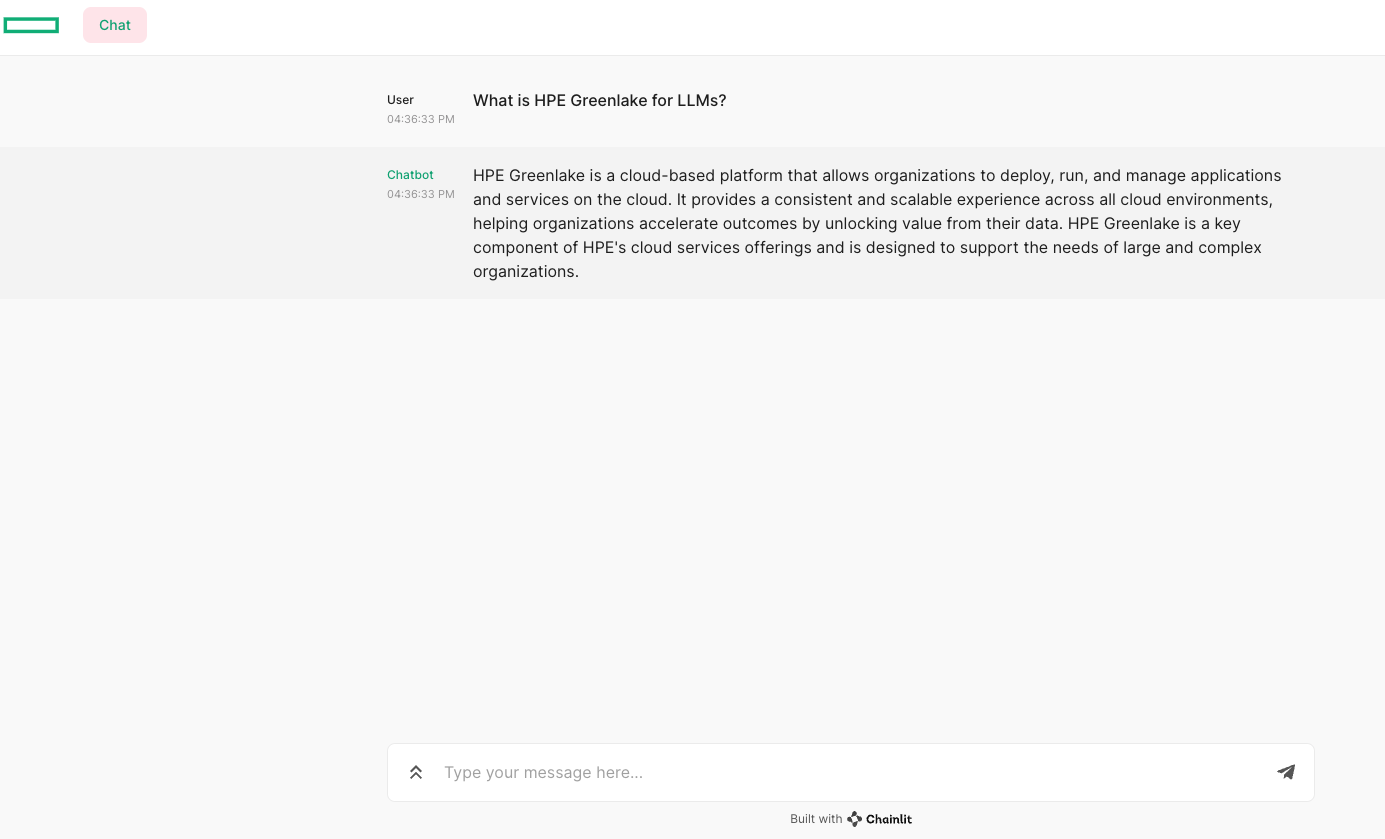 Chat
User
What is HPE Greenlake for LLMs?
04:36:33 PM
Chatbot
04:36:33 PM
HPE Greenlake is a cloud-based platform that allows organizations to deploy, run, and manage applications
and services on the cloud. It provides a consistent and scalable experience across all cloud environments,
helping organizations accelerate outcomes by unlocking value from their data. HPE Greenlake is a key
component of HPE's cloud services offerings and is designed to support the needs of large and complex
organizations.
Type your message here...
Built with Chainlit